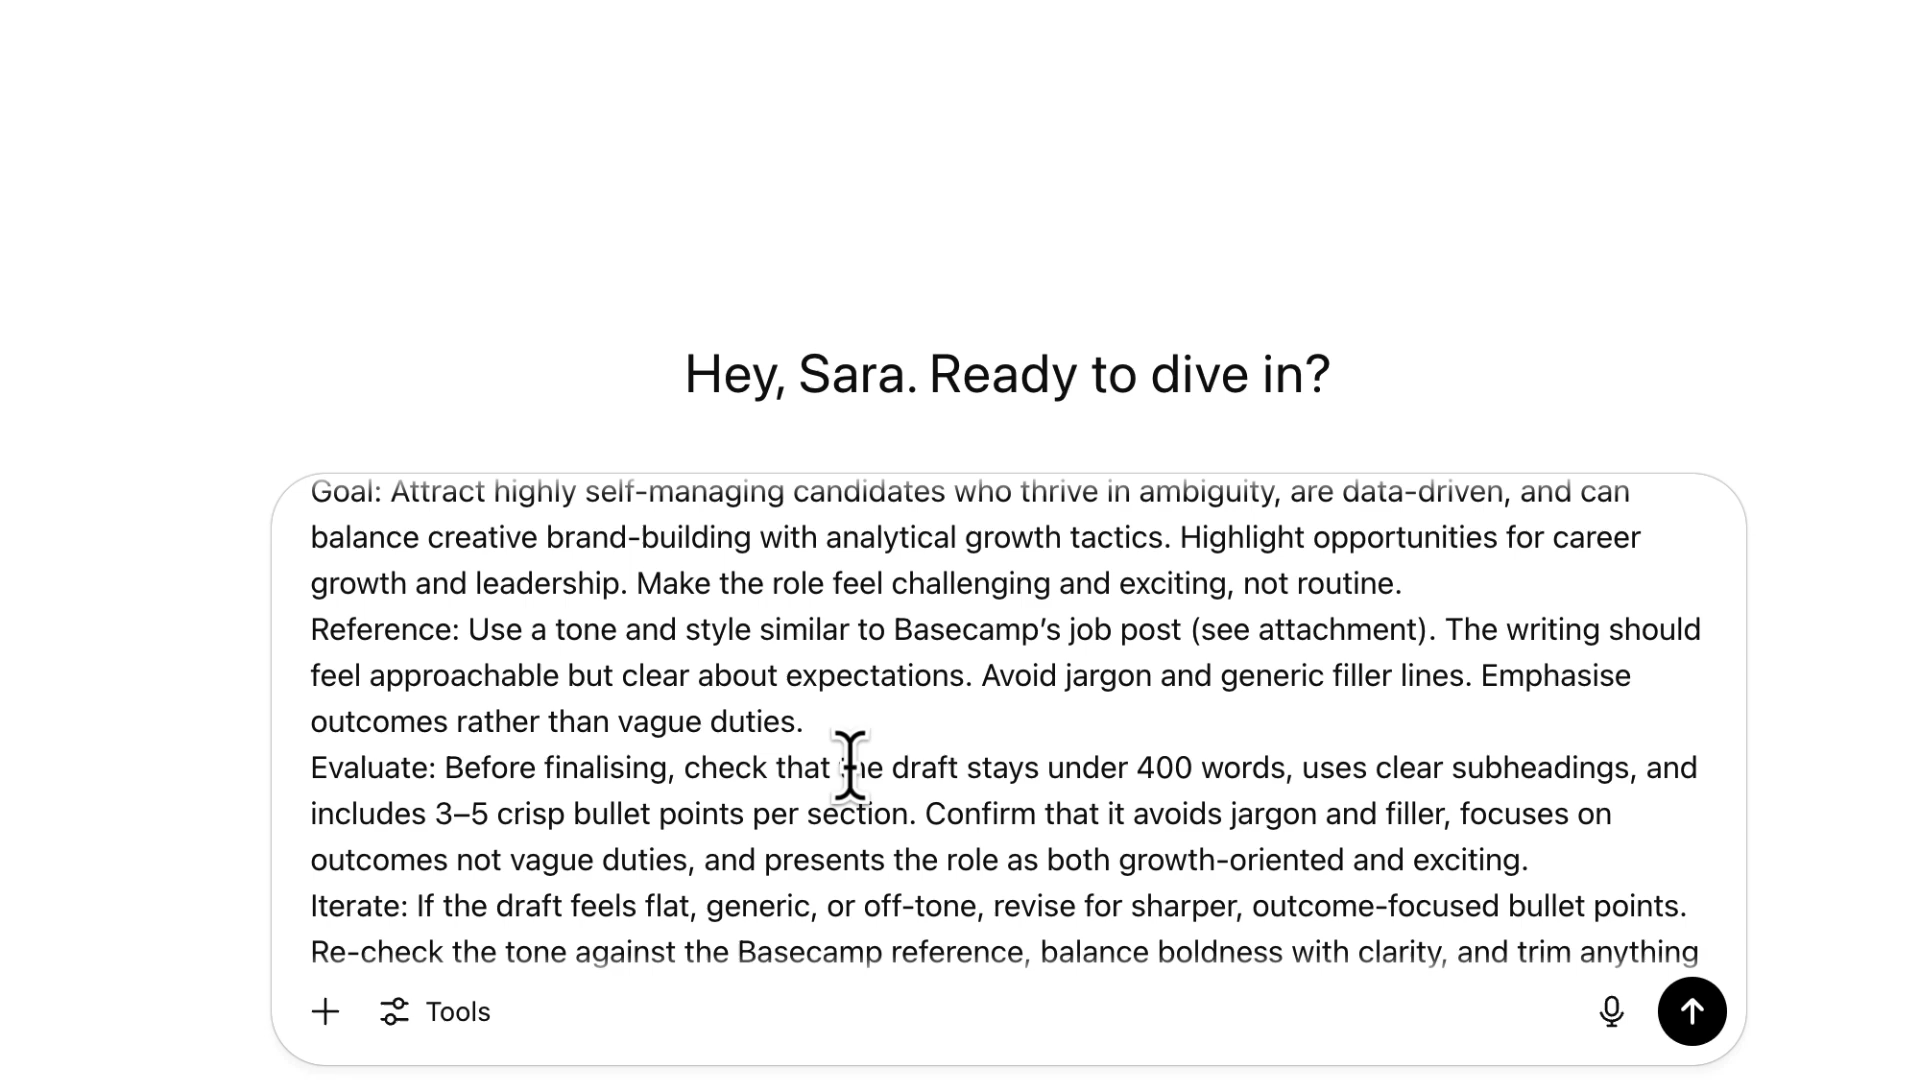 Hey, Sara. Ready to dive in?
Goal: Attract highly self-managing candidates who thrive in ambiguity, are data-driven, and can
balance creative brand-building with analytical growth tactics. Highlight opportunities for career
growth and leadership. Make the role feel challenging and exciting, not routine.
Reference: Use a tone and style similar to Basecamp’s job post (see attachment). The writing should
feel approachable but clear about expectations. Avoid jargon and generic filler lines. Emphasise
outcomes rather than vague duties.
Evaluate: Before finalising, check that the draft stays under 400 words, uses clear subheadings, and
includes 3–5 crisp bullet points per section. Confirm that it avoids jargon and filler, focuses on
outcomes not vague duties, and presents the role as both growth-oriented and exciting.
Iterate: If the draft feels flat, generic, or off-tone, revise for sharper, outcome-focused bullet points.
Re-check the tone against the Basecamp reference, balance boldness with clarity, and trim anything
Tools